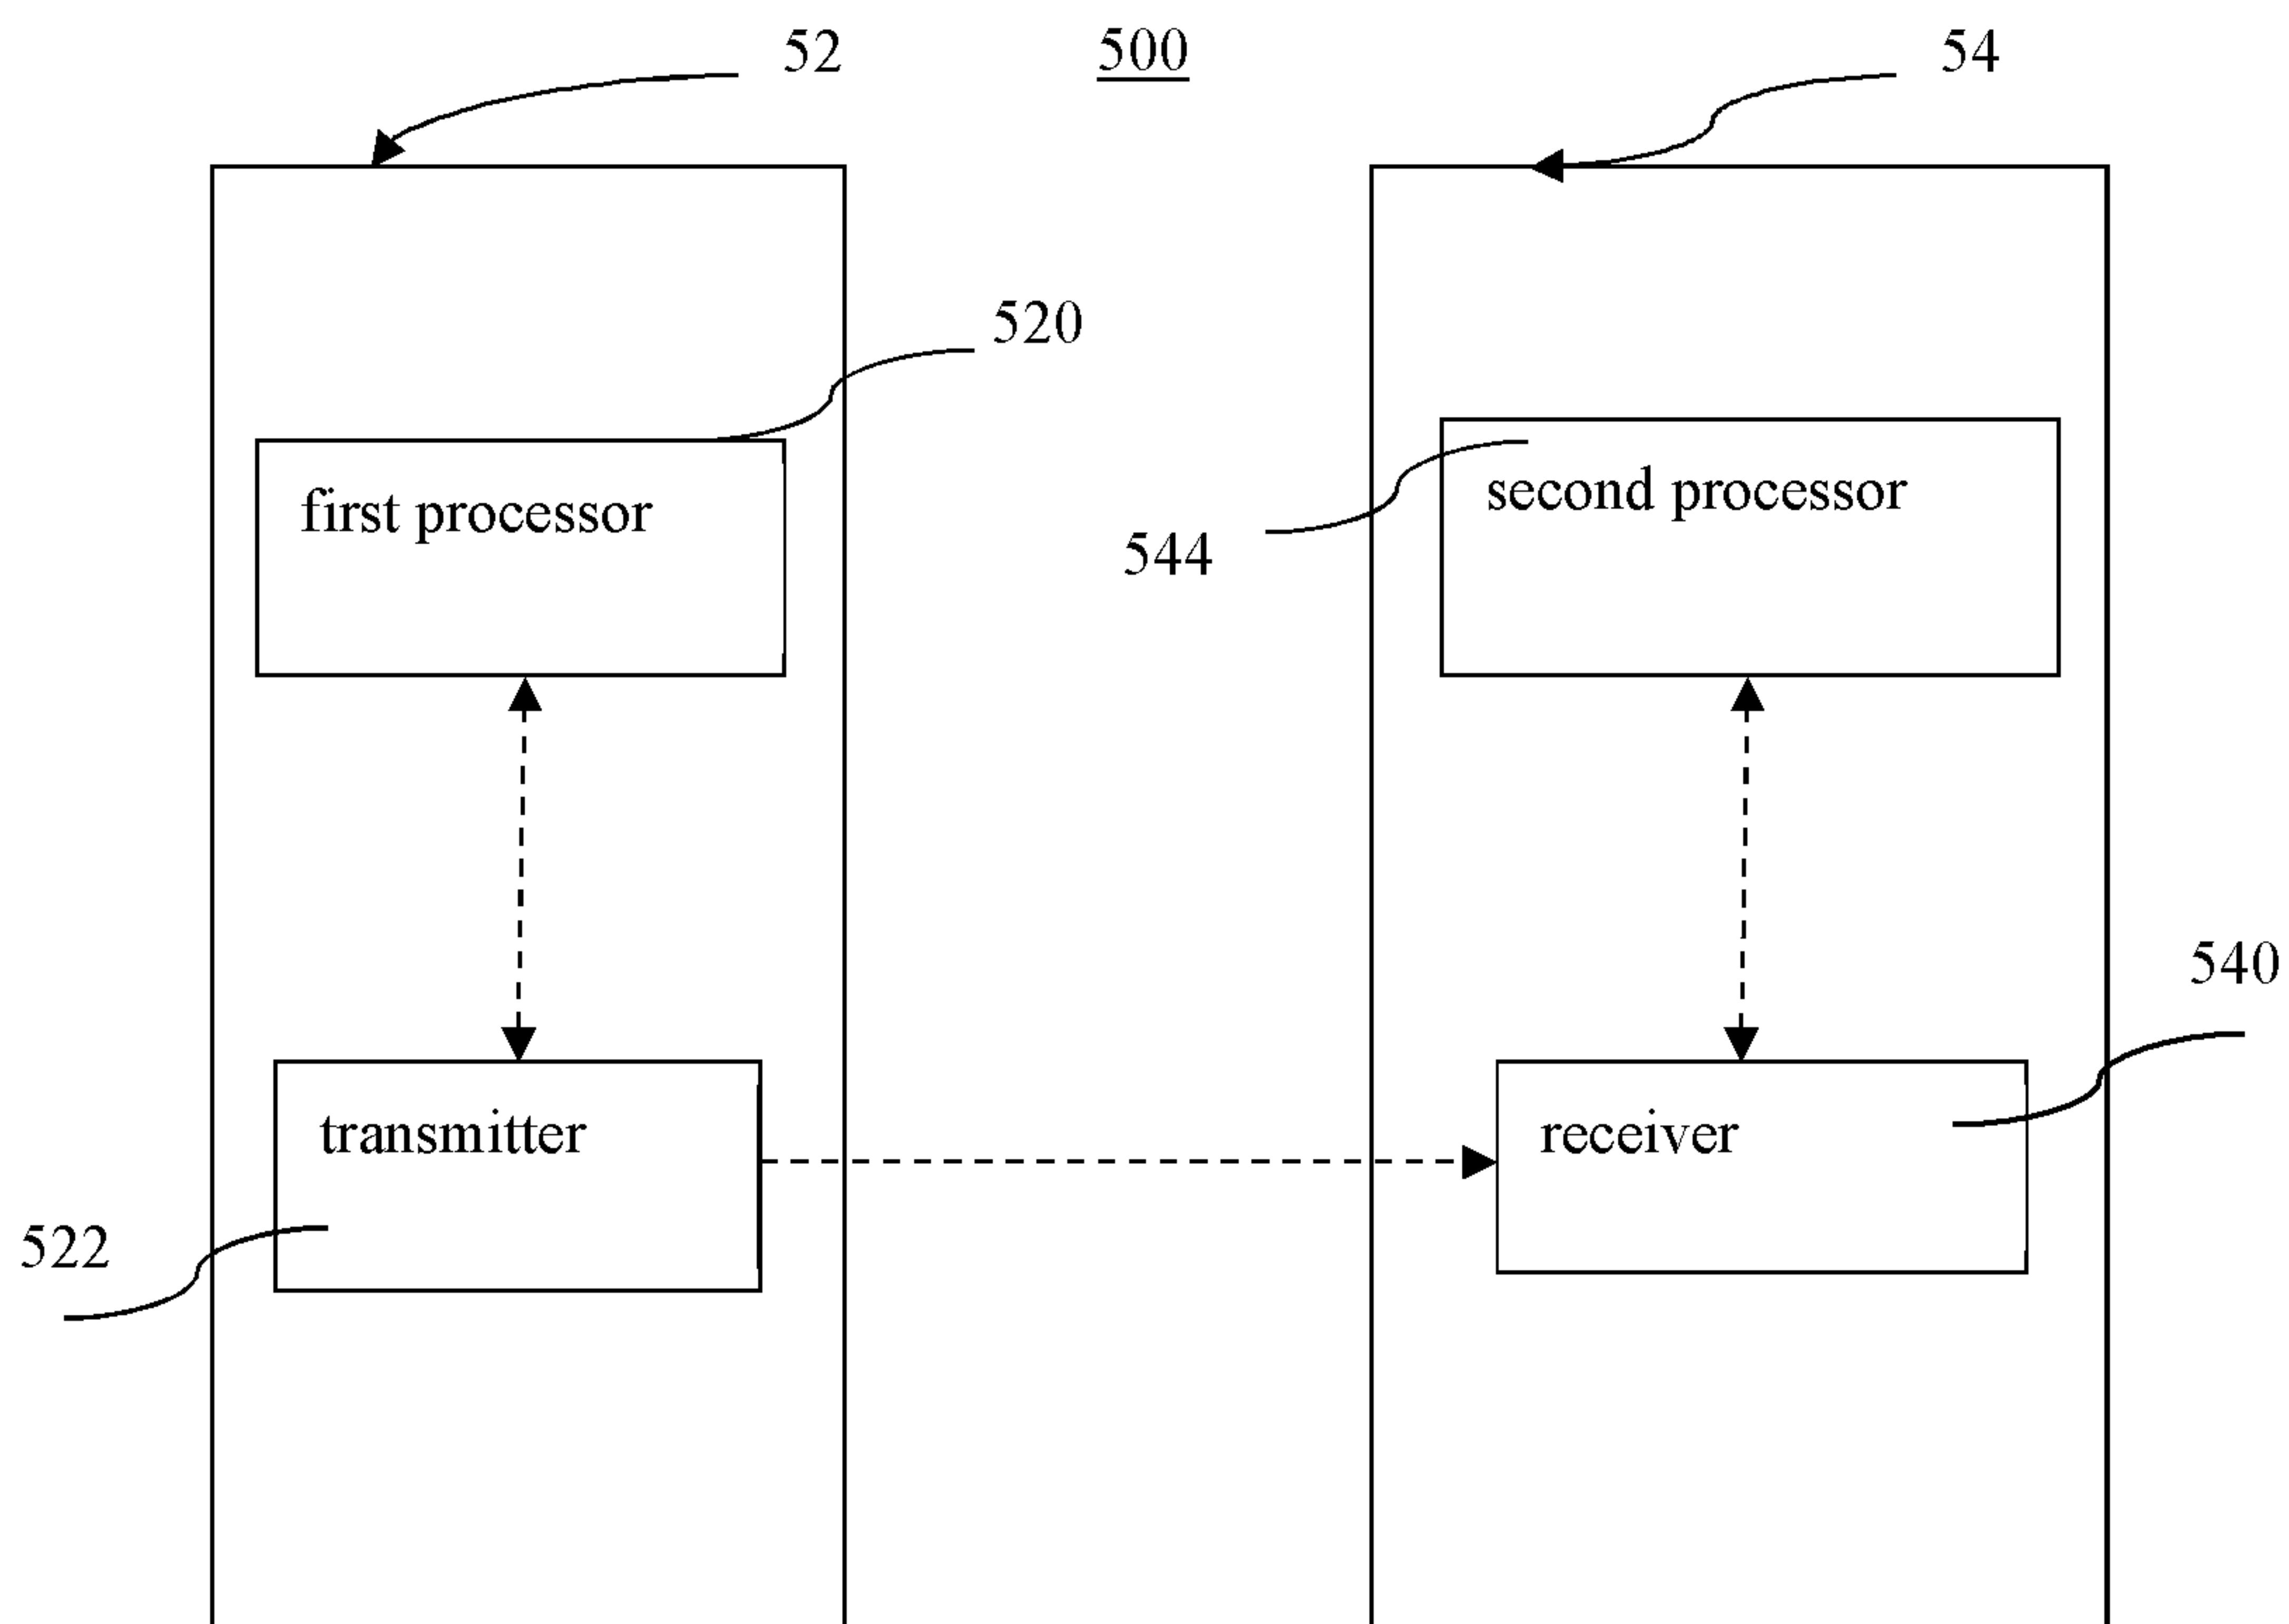 52
500
54
520
first processor
second processor
544
540
transmitter
receiver
522